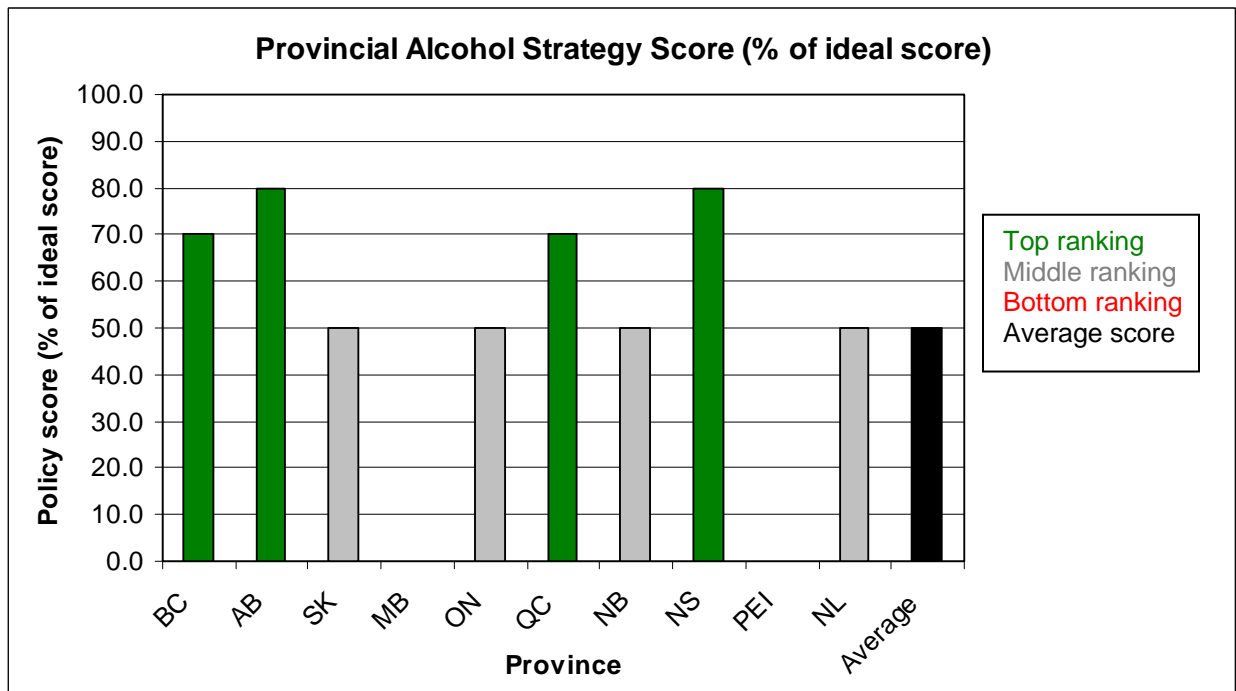 Provincial Alcohol Strategy Score (% of ideal score)
Policy score (% of ideal score)
100.0
90.0
80.0
70.0
60.0
50.0
40.0
30.0
20.0
10.0
0.0
BC
AB
SK
MB
ON
QC
NB
NS
PEI
NL
Average
Province
Top ranking
Middle ranking
Bottom ranking
Average score